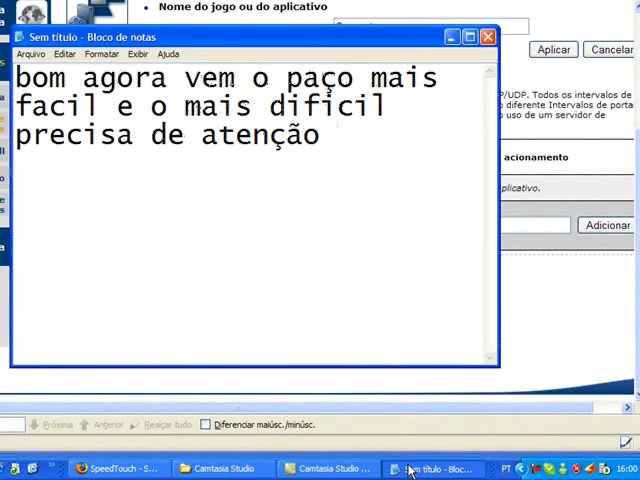 Nome do jogo ou do aplicativo
Sem título - Bloco de notas
Arquivo Editar Formatar Exibir Ajuda
bom agora vem o paço mais
facil e o mais dificil
precisa de atenção
Aplicar Cancelar
P/UDP. Todos os intervalos de
diferente Intervalos de porta
uso de um servidor de
acionamento
plicativo.
Adicionar
Próxima Anterior Realçar tudo Diferenciar maiúsc./minúsc.
SpeedTouch - S... Camtasia Studio Camtasia Studio ... Sem título - Bloc... PT 16:00